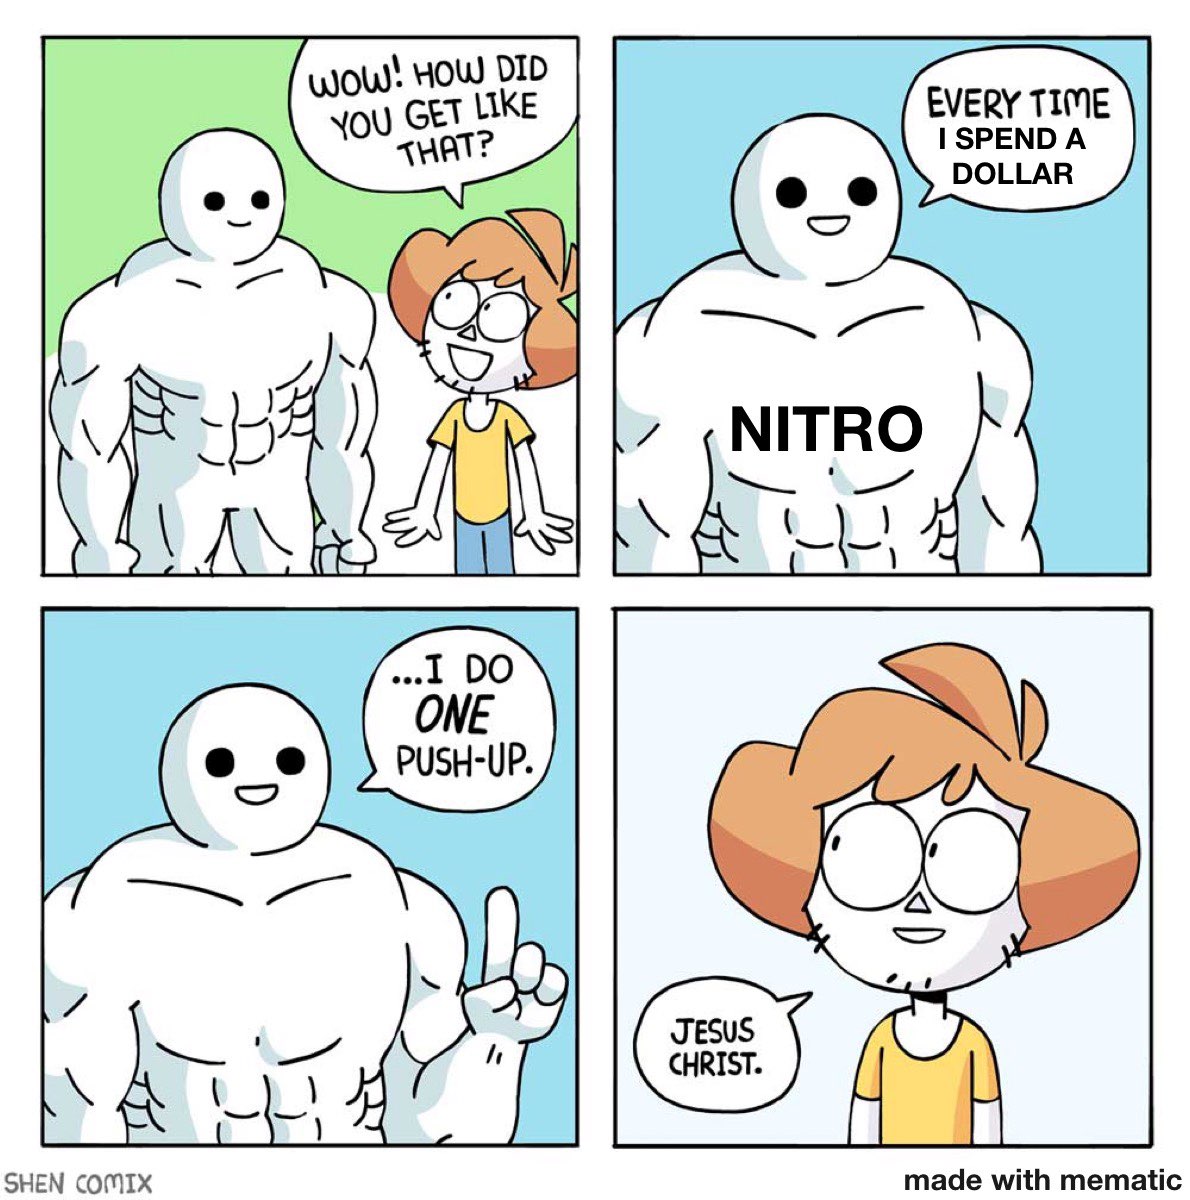 WOW! HOW DID
YOU GET LIKE
THAT?
EVERY TIME
I SPEND A
DOLLAR
NITRO
...I DO
ONE
PUSH-UP.
JESUS
CHRIST.
SHEN COMIX
made with mematic